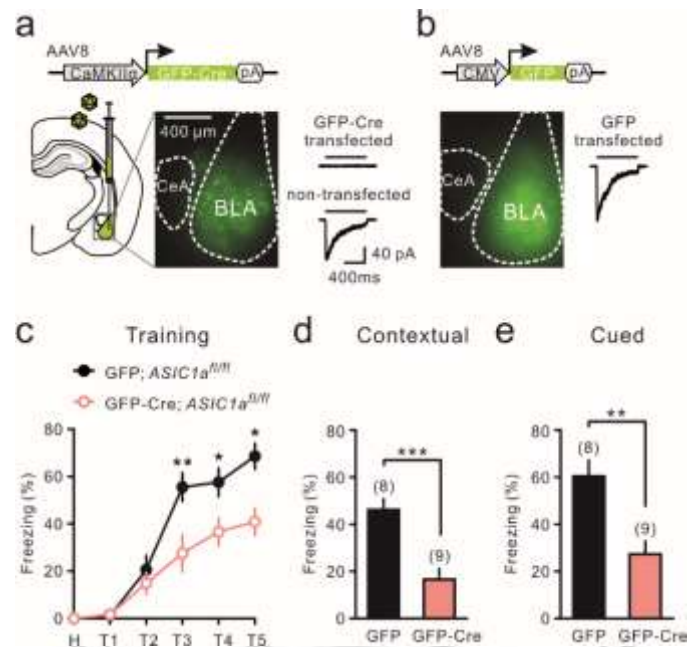 a
AAV8
CaMKIIα GFP-Cre pA
400 μm
CeA
BLA
GFP-Cre
transfected
non-transfected
40 pA
400ms
b
AAV8
CMV GFP pA
CeA
BLA
GFP
transfected
c Training
GFP; ASIC1a^fl/fl
GFP-Cre; ASIC1a^fl/fl
Freezing (%)
80
60
40
20
0
** * *
H T1 T2 T3 T4 T5
d Contextual
Freezing (%)
80
60
40
20
0
***
(8)
(9)
GFP GFP-Cre
e Cued
Freezing (%)
80
60
40
20
0
**
(8)
(9)
GFP GFP-Cre